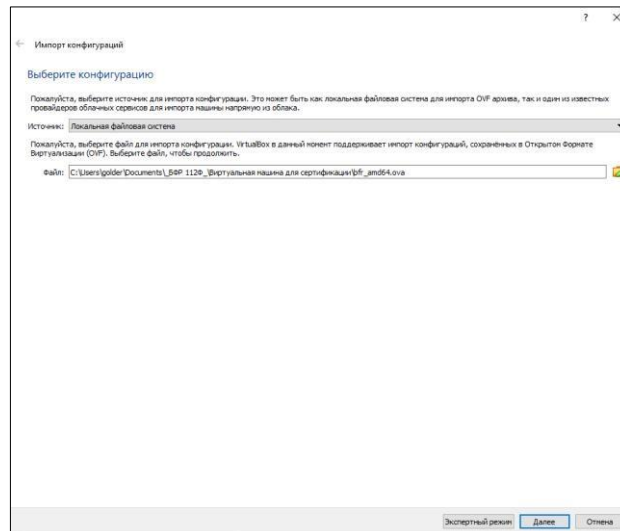 ? ×
← Импорт конфигураций
Выберите конфигурацию
Пожалуйста, выберите источник для импорта конфигурации. Это может быть как локальная файловая система для импорта OVF архива, так и один из известных
провайдеров облачных сервисов для импорта машины напрямую из облака.
Источник: Локальная файловая система
Пожалуйста, выберите файл для импорта конфигурации. VirtualBox в данный момент поддерживает импорт конфигураций, сохранённых в Открытом Формате
Виртуализации (OVF). Выберите файл, чтобы продолжить.
Файл: C:\Users\golder\Documents\_БФР 112Ф_\Виртуальная машина для сертификации\bfr_amd64.ova
Экспертный режим Далее Отмена